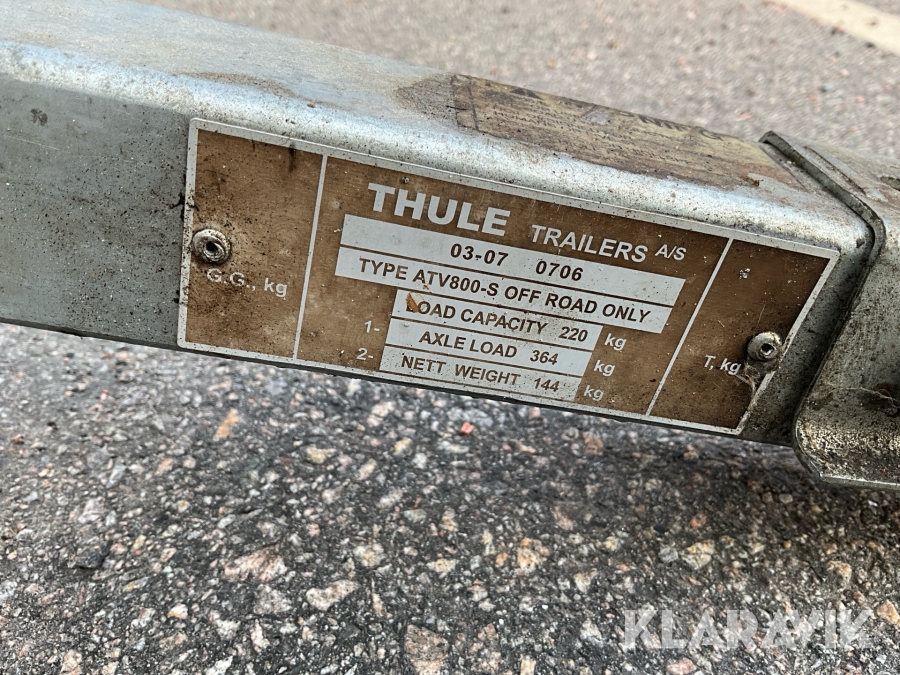 THULE TRAILERS A/S
03-07 0706
TYPE ATV800-S OFF ROAD ONLY
G.G., kg
LOAD CAPACITY 220 kg
1- AXLE LOAD 364 kg
2- NETT WEIGHT 144 kg
T, kg
KLARAVIK